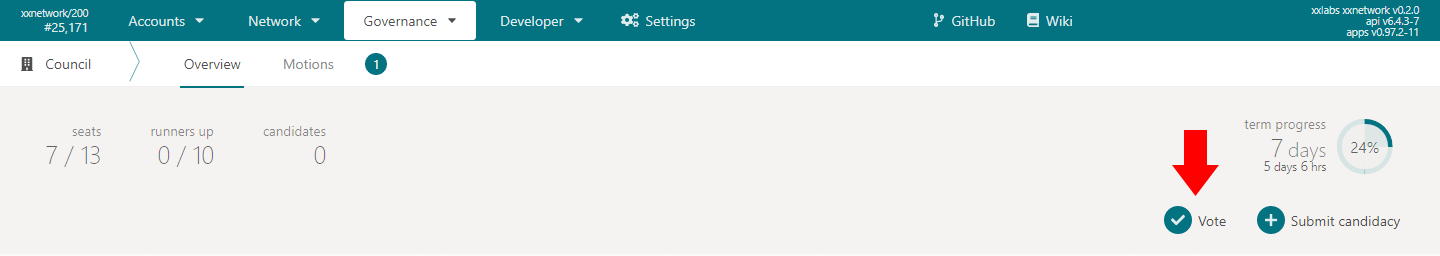 xxnetwork/200
#25,171
Accounts
Network
Governance
Developer
Settings
GitHub
Wiki
xxlabs xxnetwork v0.2.0
api v6.4.3-7
apps v0.97.2-11
Council
Overview
Motions
1
seats
7 / 13
runners up
0 / 10
candidates
0
term progress
7 days
5 days 6 hrs
24%
Vote
Submit candidacy